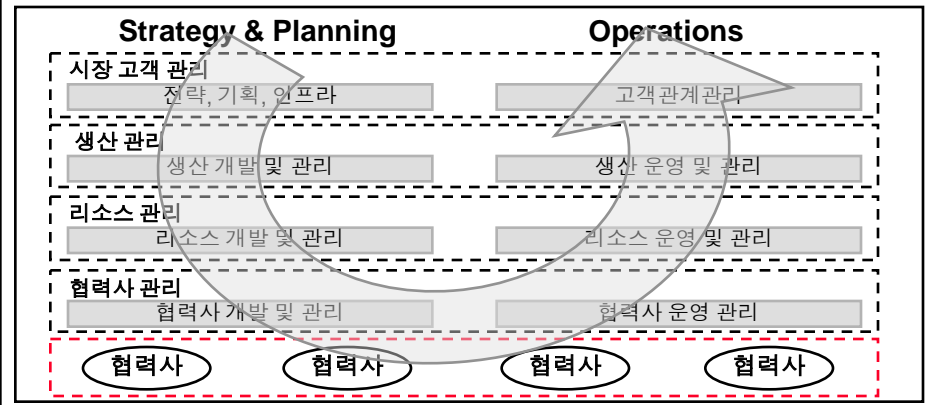 Strategy & Planning Operations
시장 고객 관리
전략, 기획, 인프라 고객관계관리
생산 관리
생산 개발 및 관리 생산 운영 및 관리
리소스 관리
리소스 개발 및 관리 리소스 운영 및 관리
협력사 관리
협력사 개발 및 관리 협력사 운영 관리
협력사 협력사 협력사 협력사